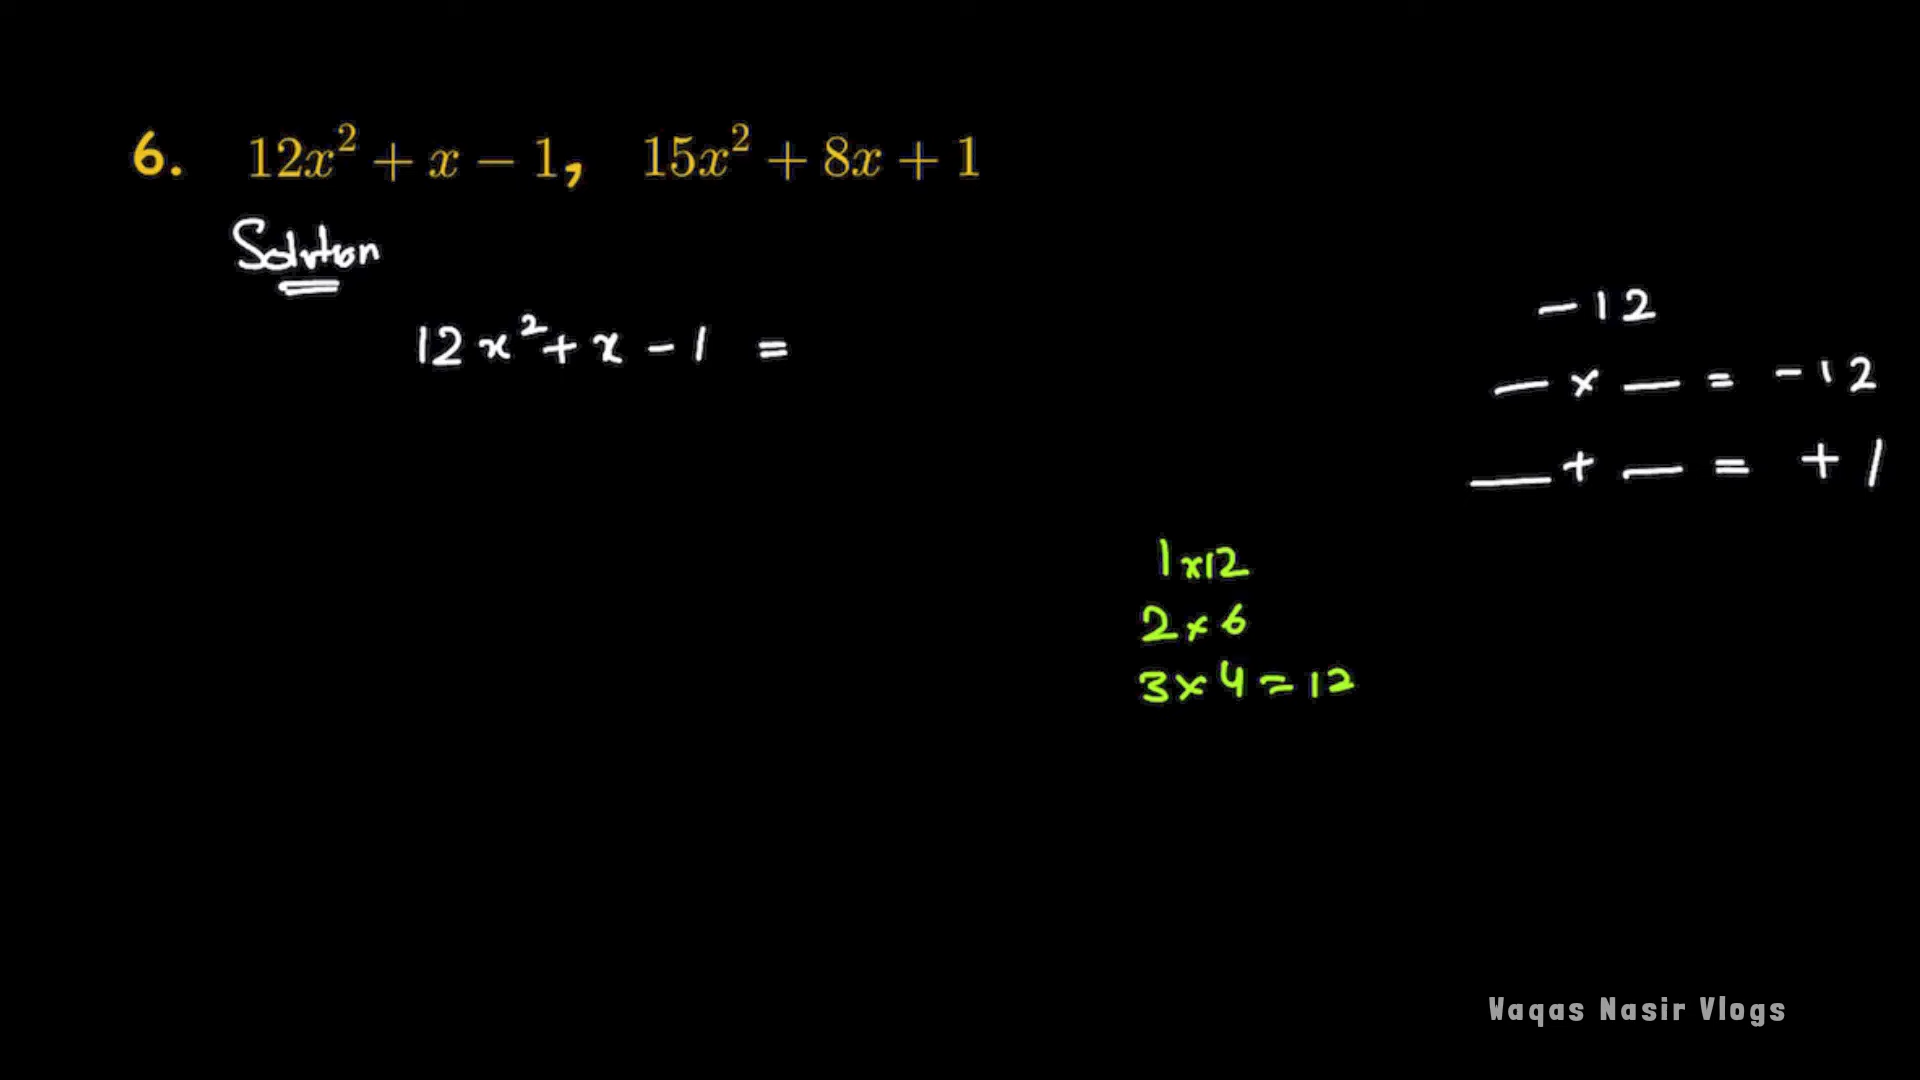 6. 12x² + x − 1, 15x² + 8x + 1
Solution
12x² + x − 1 =
−12
— × — = −12
— + — = +1
1×12
2×6
3×4=12
Waqas Nasir Vlogs